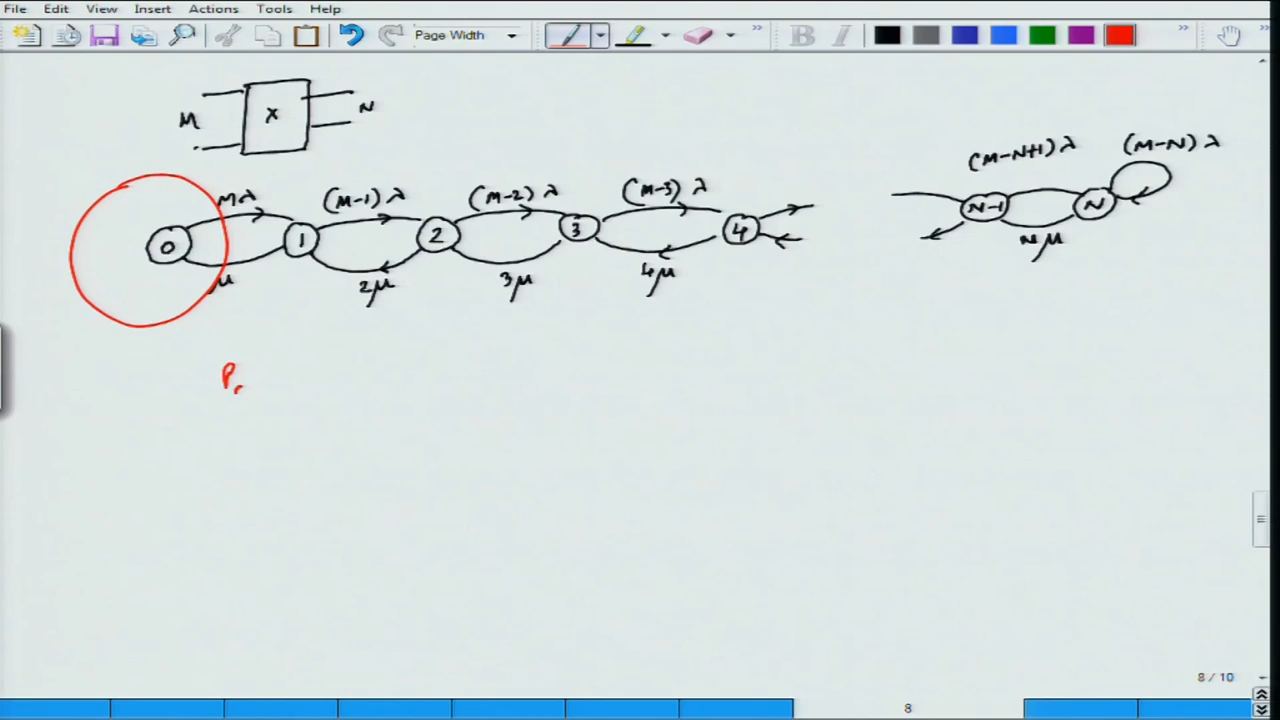 File Edit View Insert Actions Tools Help
Page Width
M X N
Mλ (M-1)λ (M-2)λ (M-3)λ (M-N+1)λ (M-N)λ
0 1 2 3 4 N-1 N
μ 2μ 3μ 4μ Nμ
P
8 / 10
8